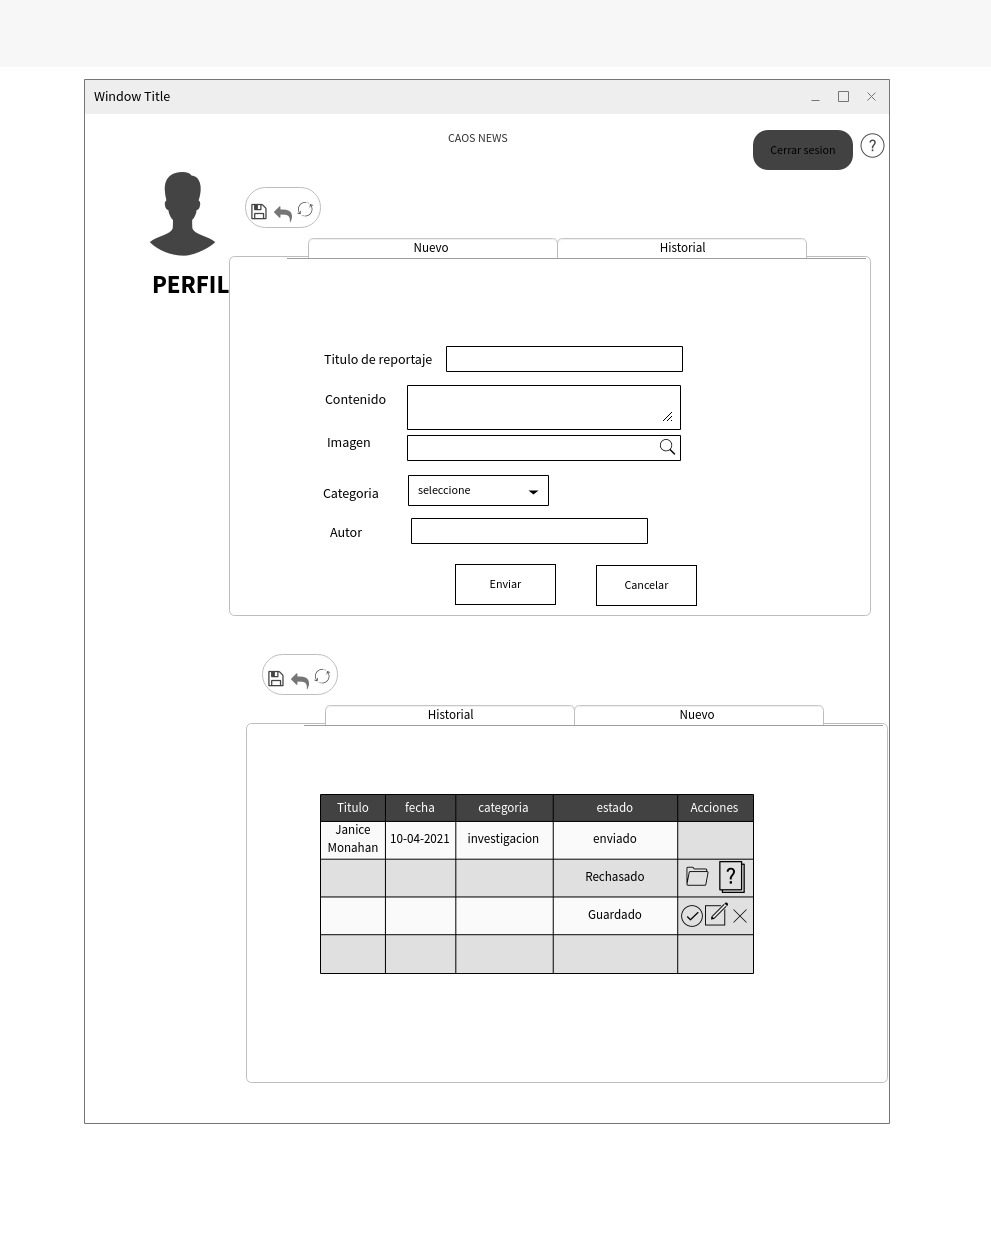 Window Title
CAOS NEWS
Cerrar sesion
?
PERFIL
Nuevo Historial
Titulo de reportaje
Contenido
Imagen
Categoria seleccione
Autor
Enviar Cancelar
Historial Nuevo
Titulo fecha categoria estado Acciones
Janice
Monahan 10-04-2021 investigacion enviado
Rechasado ?
Guardado